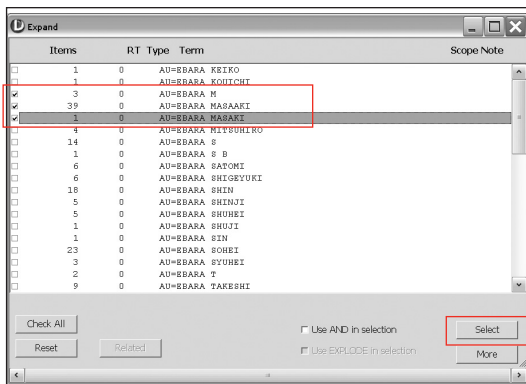 Expand
Items RT Type Term Scope Note
1 0 AU=EBARA KEIKO
1 0 AU=EBARA KOUICHI
3 0 AU=EBARA M
39 0 AU=EBARA MASAAKI
1 0 AU=EBARA MASAKI
4 0 AU=EBARA MITSUHIRO
14 0 AU=EBARA S
1 0 AU=EBARA S B
6 0 AU=EBARA SATOMI
6 0 AU=EBARA SHIGEYUKI
18 0 AU=EBARA SHIN
5 0 AU=EBARA SHINJI
5 0 AU=EBARA SHUHEI
1 0 AU=EBARA SHUJI
1 0 AU=EBARA SIN
23 0 AU=EBARA SOHEI
3 0 AU=EBARA SYUHEI
2 0 AU=EBARA T
9 0 AU=EBARA TAKESHI
Check All Use AND in selection Select
Reset Related Use EXPLODE in selection More